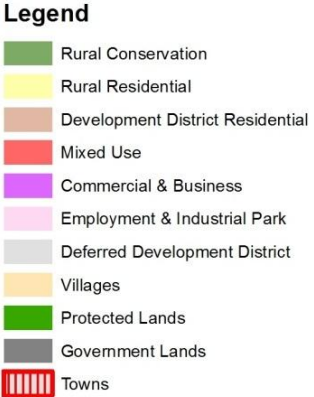 Legend
Rural Conservation
Rural Residential
Development District Residential
Mixed Use
Commercial & Business
Employment & Industrial Park
Deferred Development District
Villages
Protected Lands
Government Lands
Towns